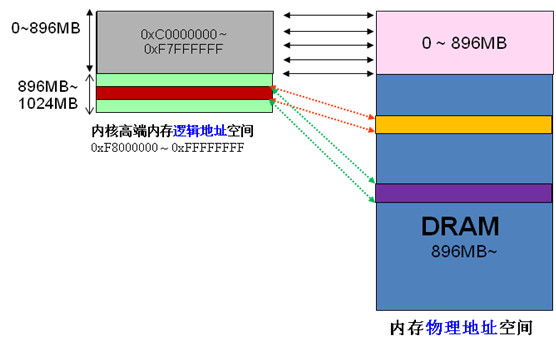 0~896MB
0xC0000000~
0xF7FFFFFF
0 ~ 896MB
896MB~
1024MB
内核高端内存逻辑地址空间
0xF8000000~0xFFFFFFFF
DRAM
896MB~
内存物理地址空间